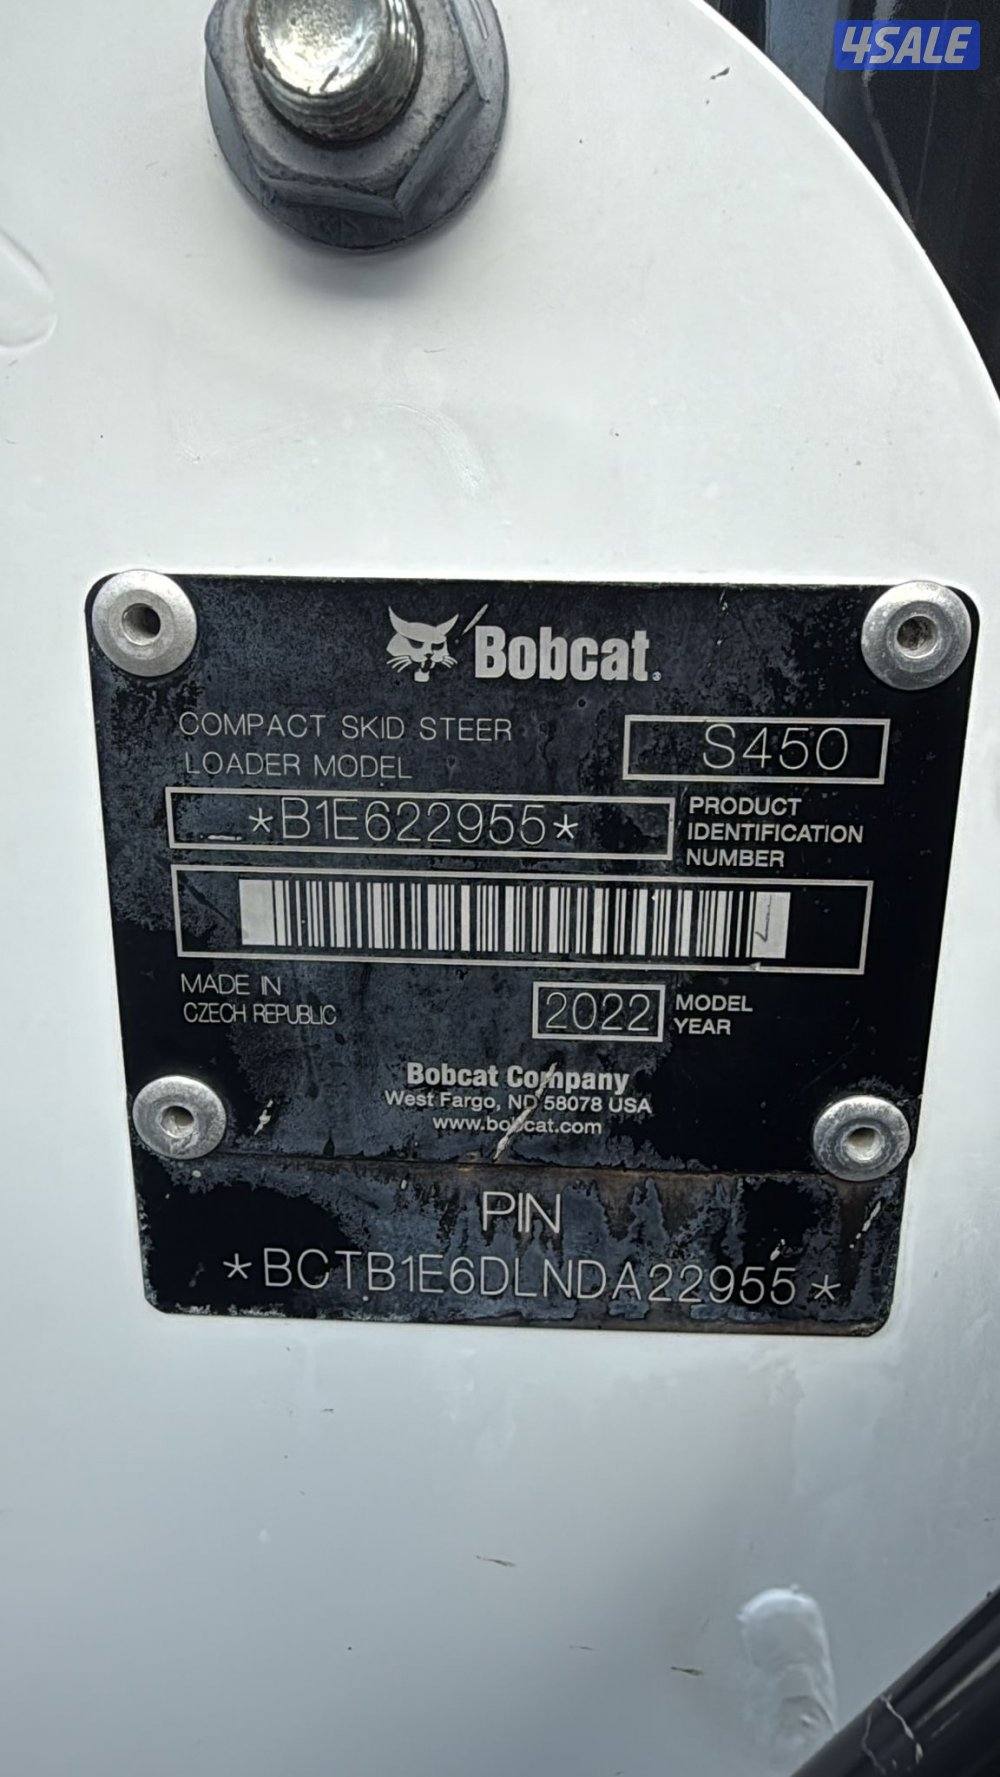 4SALE
Bobcat
COMPACT SKID STEER
LOADER MODEL
S450
*B1E622955*
PRODUCT
IDENTIFICATION
NUMBER
MADE IN
CZECH REPUBLIC
2022
MODEL
YEAR
Bobcat Company
West Fargo, ND 58078 USA
www.bobcat.com
PIN
*BCTB1E6DLNDA22955*